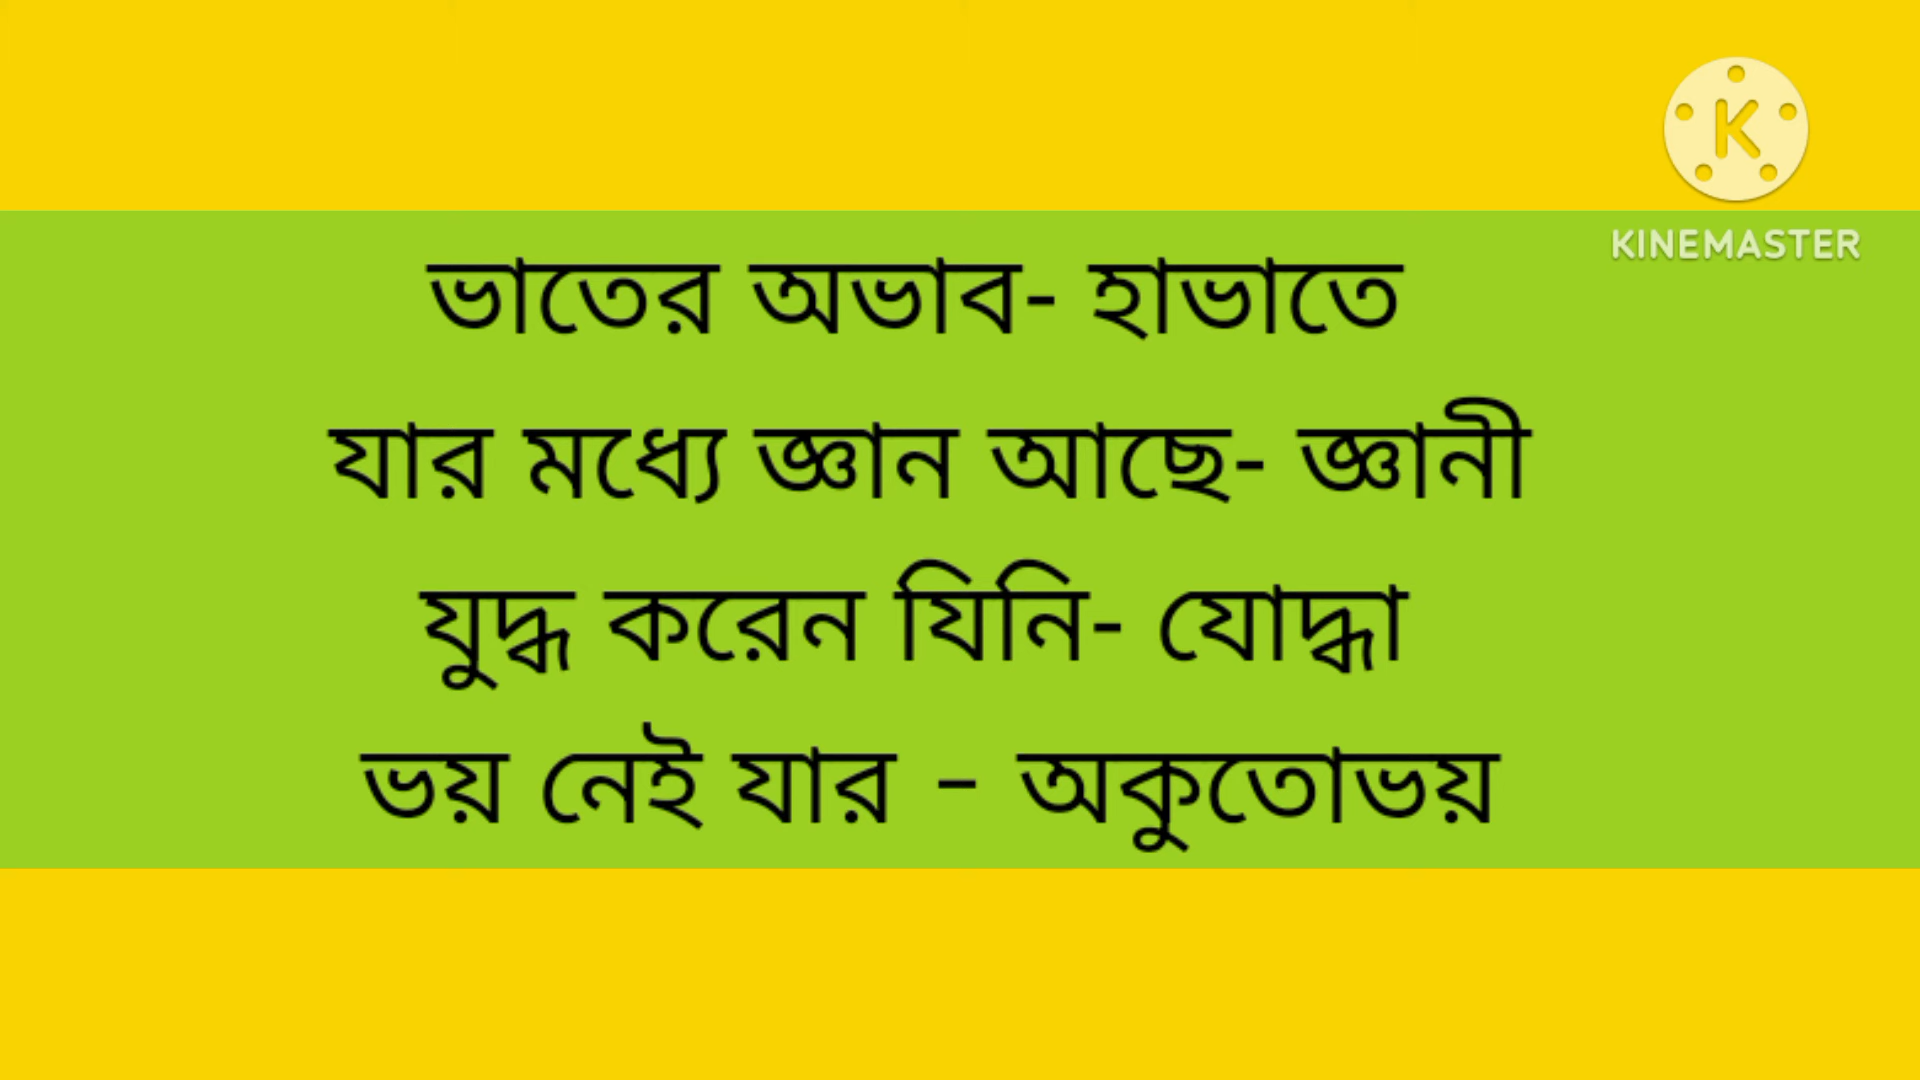 KINEMASTER
ভাতের অভাব- হাভাতে
যার মধ্যে জ্ঞান আছে- জ্ঞানী
যুদ্ধ করেন যিনি- যোদ্ধা
ভয় নেই যার - অকুতোভয়